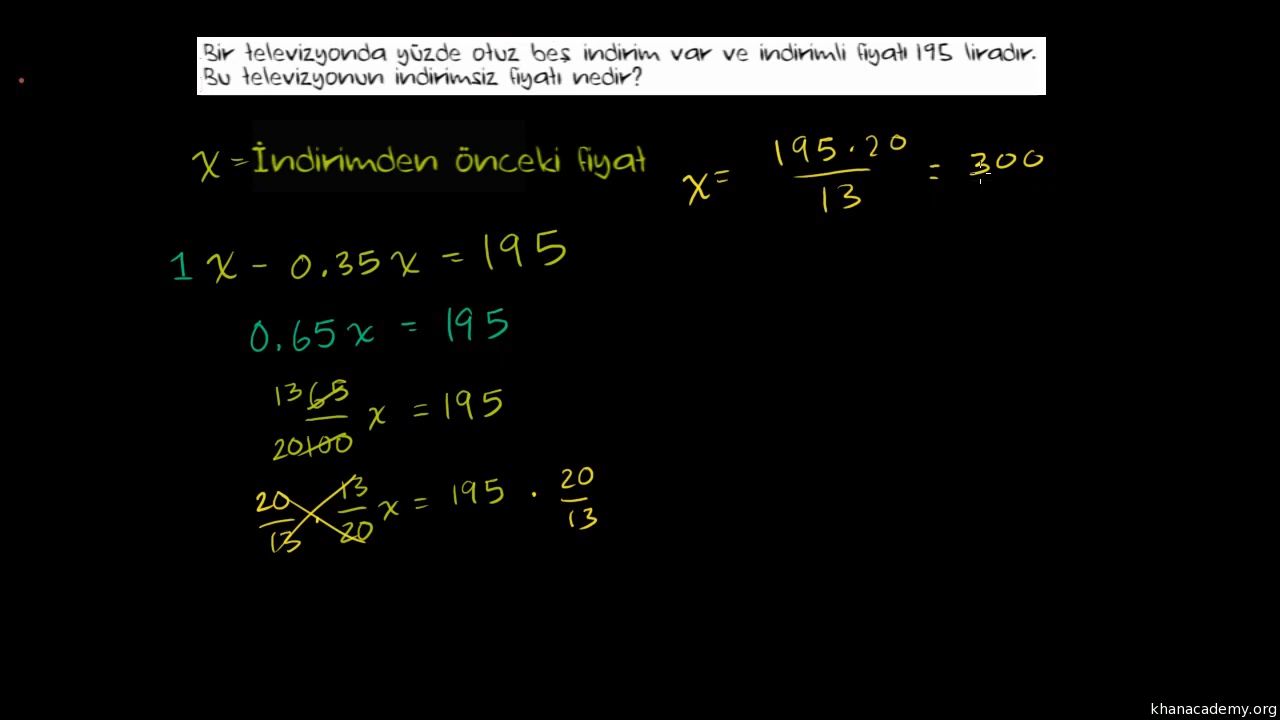 Bir televizyonda yüzde otuz beş indirim var ve indirimli fiyatı 195 liradır.
Bu televizyonun indirimsiz fiyatı nedir?
x = İndirimden önceki fiyat
1x - 0.35x = 195
0.65x = 195
13 65/20 100 x = 195
20/13 · 13/20 x = 195 · 20/13
x = 195·20/13 = 300
khanacademy.org